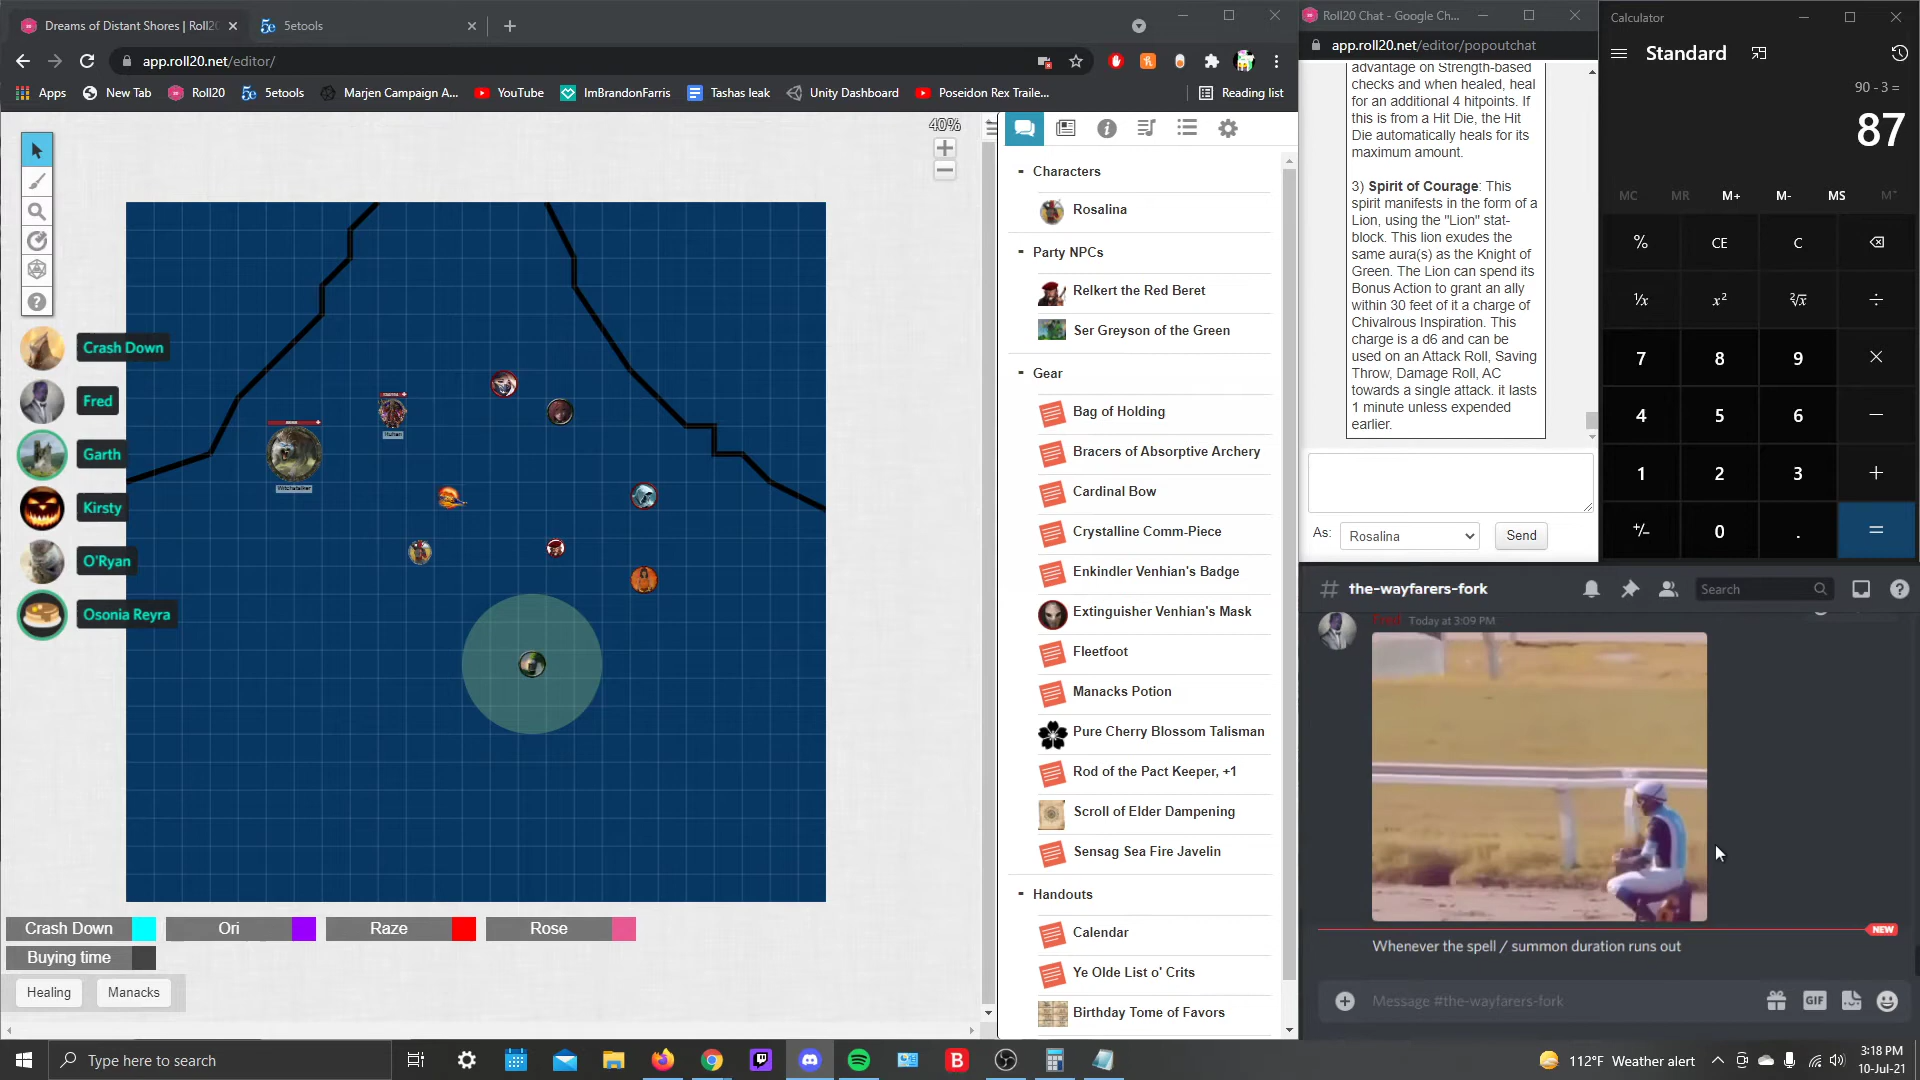 Dreams of Distant Shores | Roll20
5etools
app.roll20.net/editor/
Apps
New Tab
Roll20
5etools
Marjen Campaign A...
YouTube
ImBrandonFarris
Tashas leak
Unity Dashboard
Poseidon Rex Traile...
Reading list
40%
Crash Down
Fred
Garth
Kirsty
O'Ryan
Osonia Reyra
Crash Down
Ori
Raze
Rose
Buying time
Healing
Manacks
Characters
Rosalina
Party NPCs
Relkert the Red Beret
Ser Greyson of the Green
Gear
Bag of Holding
Bracers of Absorptive Archery
Cardinal Bow
Crystalline Comm-Piece
Enkindler Venhian's Badge
Extinguisher Venhian's Mask
Fleetfoot
Manacks Potion
Pure Cherry Blossom Talisman
Rod of the Pact Keeper, +1
Scroll of Elder Dampening
Sensag Sea Fire Javelin
Handouts
Calendar
Ye Olde List o' Crits
Birthday Tome of Favors
Roll20 Chat - Google Ch...
app.roll20.net/editor/popoutchat
advantage on Strength-based
checks and when healed, heal
for an additional 4 hitpoints. If
this is from a Hit Die, the Hit
Die automatically heals for its
maximum amount.
3) Spirit of Courage: This
spirit manifests in the form of a
Lion, using the "Lion" stat-
block. This lion exudes the
same aura(s) as the Knight of
Green. The Lion can spend its
Bonus Action to grant an ally
within 30 feet of it a charge of
Chivalrous Inspiration. This
charge is a d6 and can be
used on an Attack Roll, Saving
Throw, Damage Roll, AC
towards a single attack. it lasts
1 minute unless expended
earlier.
As:
Rosalina
Send
Calculator
Standard
90 - 3 =
87
MC MR M+ M- MS M˅
% CE C
¹/x x² ²√x ÷
7 8 9 ×
4 5 6 −
1 2 3 +
+/− 0 . =
# the-wayfarers-fork
Search
Fred Today at 3:09 PM
NEW
Whenever the spell / summon duration runs out
Message #the-wayfarers-fork
GIF
Type here to search
112°F Weather alert
3:18 PM
10-Jul-21